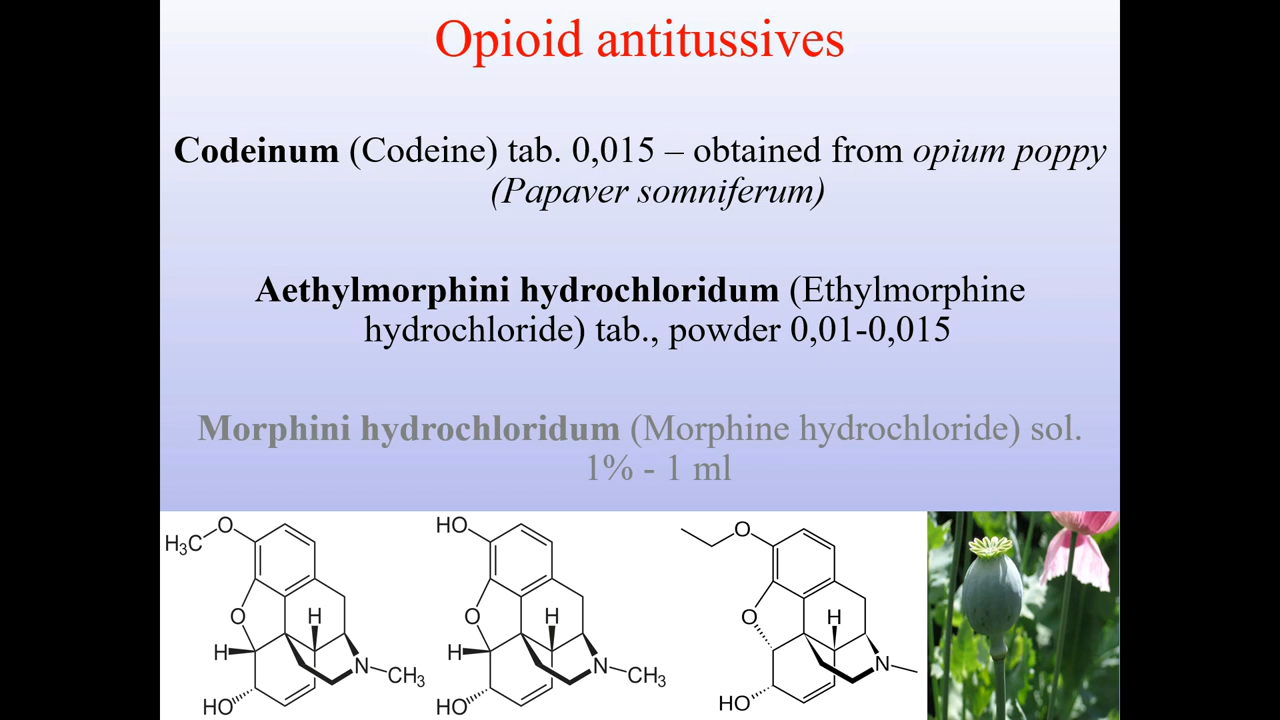 Opioid antitussives
Codeinum (Codeine) tab. 0,015 – obtained from opium poppy
(Papaver somniferum)
Aethylmorphini hydrochloridum (Ethylmorphine
hydrochloride) tab., powder 0,01-0,015
Morphini hydrochloridum (Morphine hydrochloride) sol.
1% - 1 ml
H₃C O
O
H
H
N CH₃
HO
HO
O
H
H
N CH₃
HO
O
O
H
N
HO